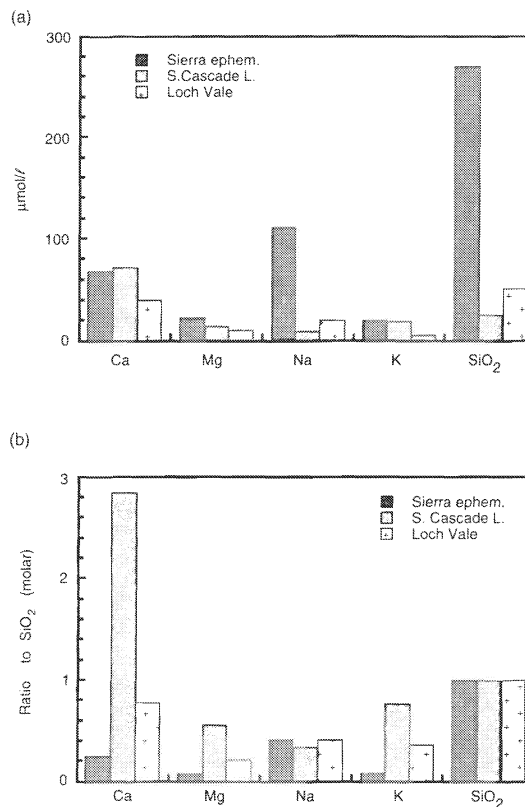 (a)
300
Sierra ephem.
S.Cascade L.
Loch Vale
200
μmol/ℓ
100
0
Ca Mg Na K SiO2
(b)
3
Sierra ephem.
S. Cascade L.
Loch Vale
2
Ratio to SiO2 (molar)
1
0
Ca Mg Na K SiO2